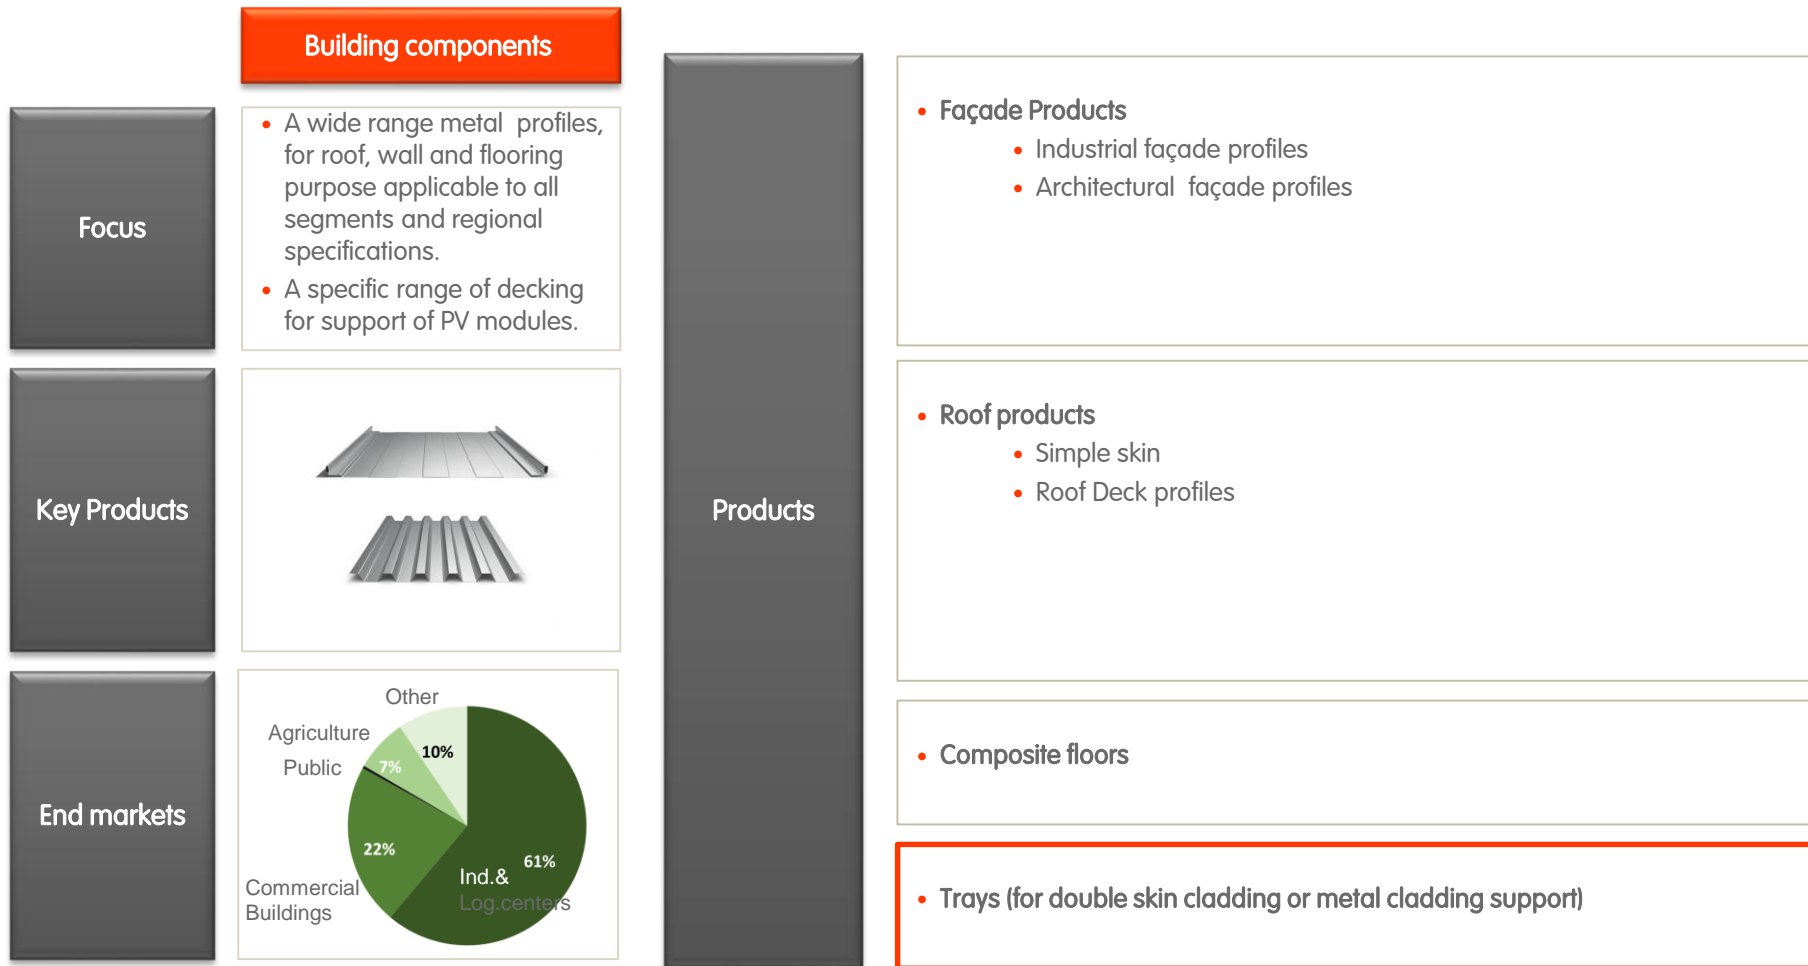 Building components
Focus
• A wide range metal profiles,
for roof, wall and flooring
purpose applicable to all
segments and regional
specifications.
• A specific range of decking
for support of PV modules.
Key Products
End markets
Other
Agriculture
Public
10%
7%
22%
61%
Ind.&
Log.centers
Commercial
Buildings
Products
• Façade Products
• Industrial façade profiles
• Architectural façade profiles
• Roof products
• Simple skin
• Roof Deck profiles
• Composite floors
• Trays (for double skin cladding or metal cladding support)